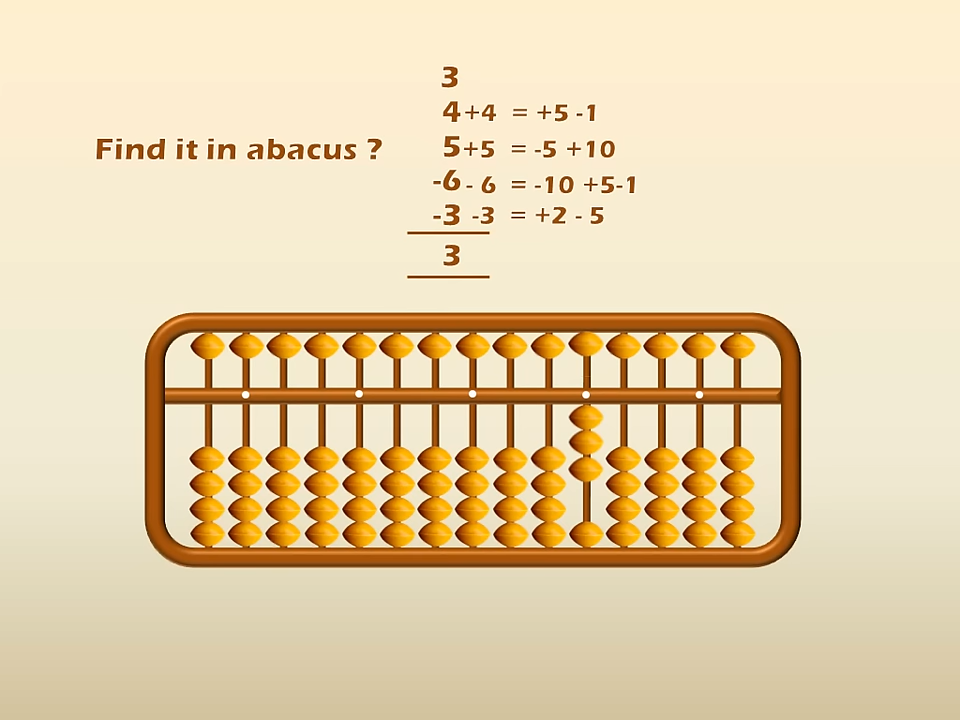 3
4 +4 = +5 -1
Find it in abacus ? 5 +5 = -5 +10
-6 - 6 = -10 +5-1
-3 -3 = +2 - 5
3